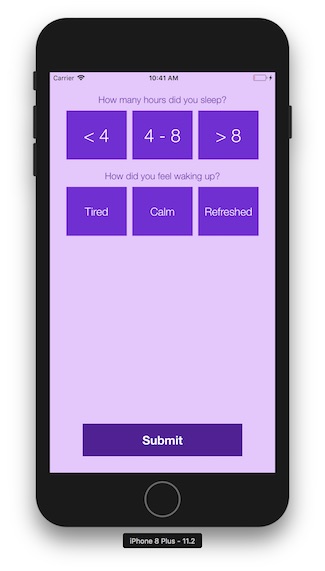 Carrier 10:41 AM
How many hours did you sleep?
< 4 4 - 8 > 8
How did you feel waking up?
Tired Calm Refreshed
Submit
iPhone 8 Plus - 11.2